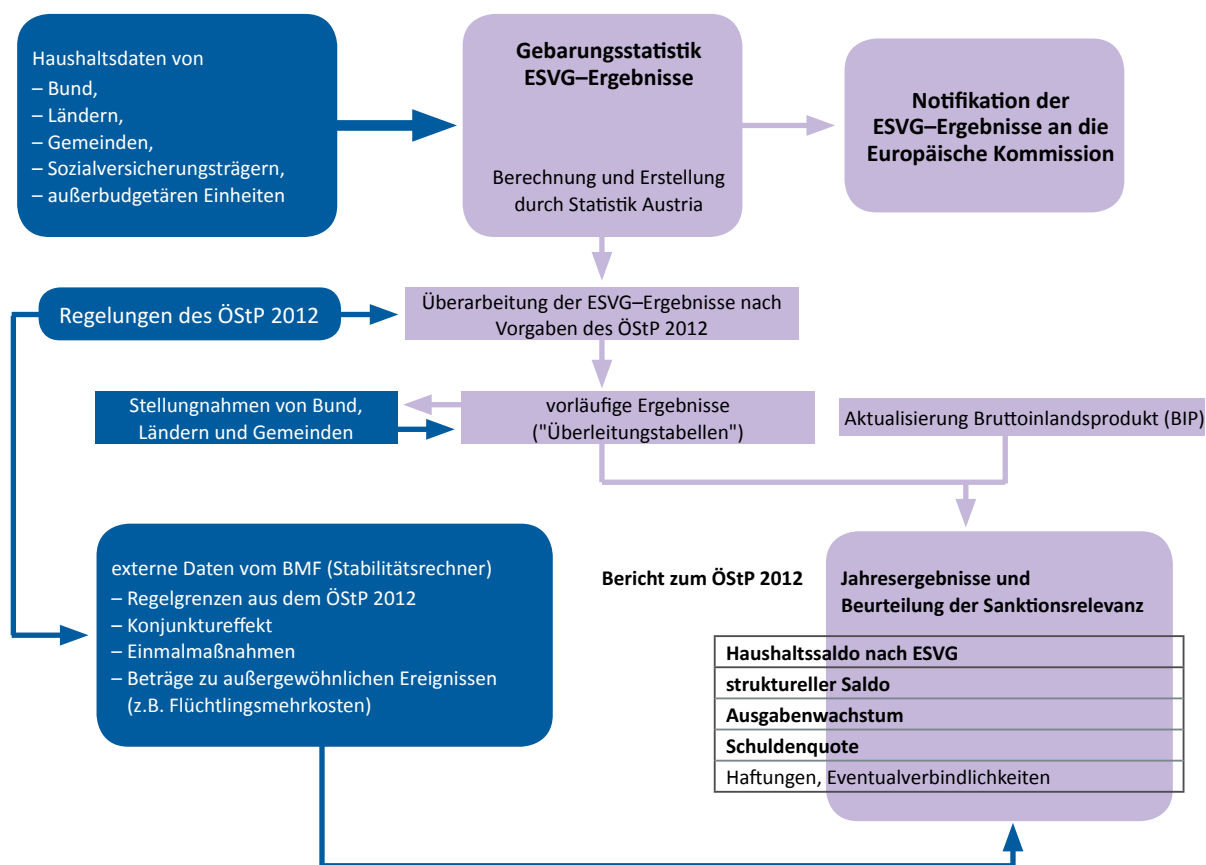 Haushaltsdaten von
– Bund,
– Ländern,
– Gemeinden,
– Sozialversicherungsträgern,
– außerbudgetären Einheiten
Gebarungsstatistik
ESVG–Ergebnisse
Berechnung und Erstellung
durch Statistik Austria
Notifikation der
ESVG–Ergebnisse an die
Europäische Kommission
Regelungen des ÖStP 2012
Überarbeitung der ESVG–Ergebnisse nach
Vorgaben des ÖStP 2012
Stellungnahmen von Bund,
Ländern und Gemeinden
vorläufige Ergebnisse
("Überleitungstabellen")
Aktualisierung Bruttoinlandsprodukt (BIP)
externe Daten vom BMF (Stabilitätsrechner)
– Regelgrenzen aus dem ÖStP 2012
– Konjunktureffekt
– Einmalmaßnahmen
– Beträge zu außergewöhnlichen Ereignissen
(z.B. Flüchtlingsmehrkosten)
Bericht zum ÖStP 2012
Jahresergebnisse und
Beurteilung der Sanktionsrelevanz
Haushaltssaldo nach ESVG
struktureller Saldo
Ausgabenwachstum
Schuldenquote
Haftungen, Eventualverbindlichkeiten